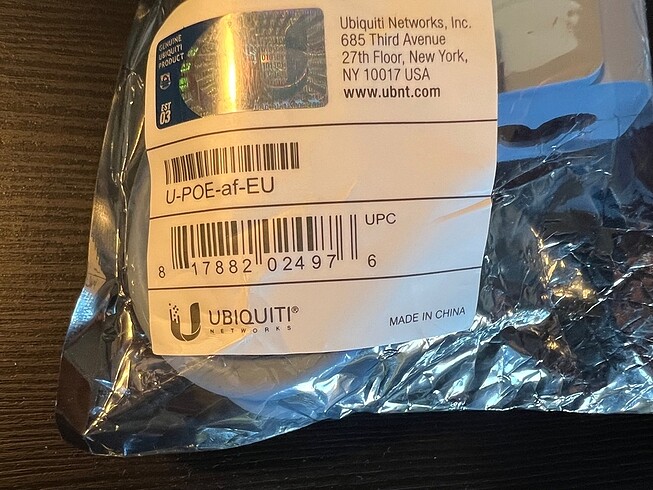 GENUINE
UBIQUITI
PRODUCT
EST
03
Ubiquiti Networks, Inc.
685 Third Avenue
27th Floor, New York,
NY 10017 USA
www.ubnt.com
U-POE-af-EU
UPC
8 17882 02497 6
U UBIQUITI®
NETWORKS
MADE IN CHINA